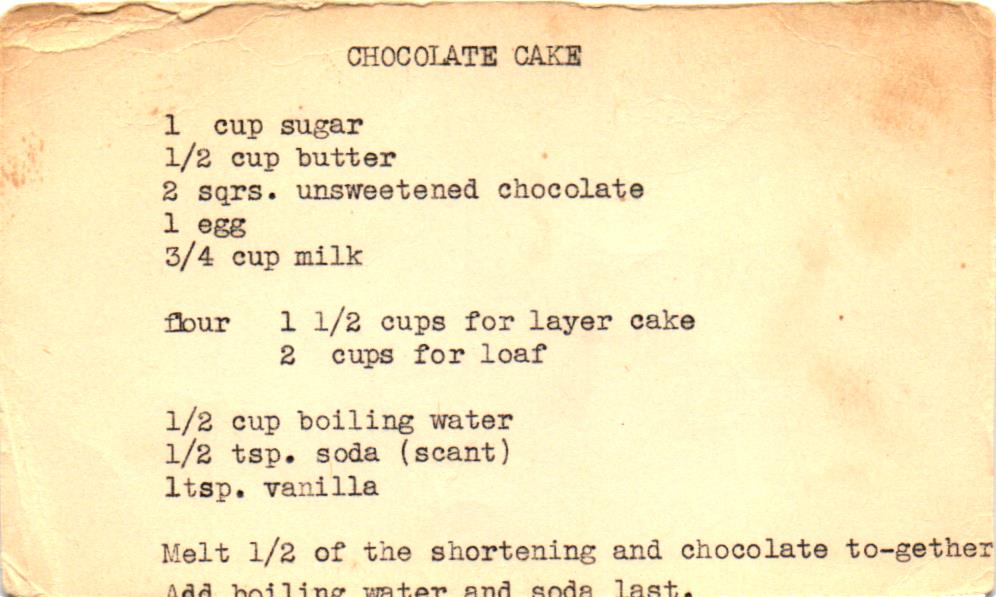 CHOCOLATE CAKE
1 cup sugar
1/2 cup butter
2 sqrs. unsweetened chocolate
1 egg
3/4 cup milk
flour 1 1/2 cups for layer cake
2 cups for loaf
1/2 cup boiling water
1/2 tsp. soda (scant)
1tsp. vanilla
Melt 1/2 of the shortening and chocolate to-gether
Add boiling water and soda last.